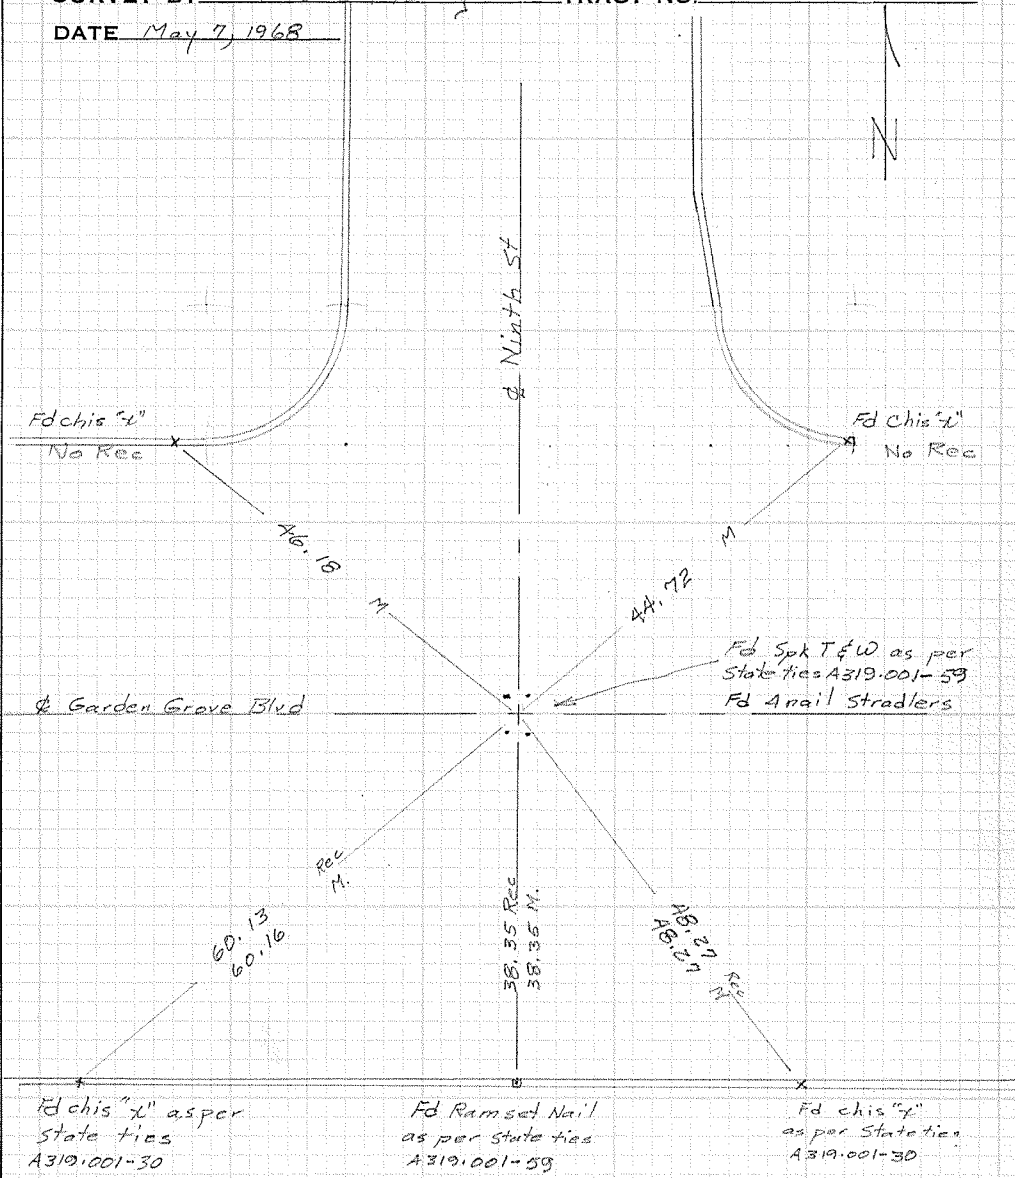 DATE May 7, 1968
N
℄ Ninth St
Fd chis "x"
No Rec
Fd Chis "x"
No Rec
46.18
M
M
44.72
Fd Spk T & W as per
State ties A319.001-59
Fd 4 nail Stradlers
℄ Garden Grove Blvd
Rec
M.
60.13
60.16
38.35 Rec
38.35 M.
48.27 Rec
48.27 M
Fd chis "x" as per
State ties
A319.001-30
Fd Ramset Nail
as per State ties
A319.001-59
Fd chis "x"
as per State ties
A319.001-30